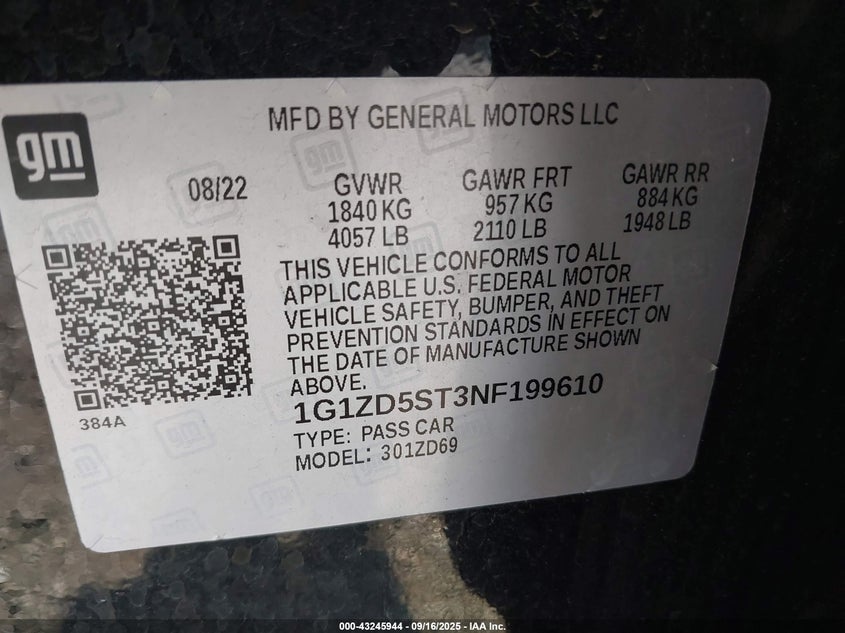 MFD BY GENERAL MOTORS LLC
gm
08/22
GVWR
1840 KG
4057 LB
GAWR FRT
957 KG
2110 LB
GAWR RR
884 KG
1948 LB
THIS VEHICLE CONFORMS TO ALL
APPLICABLE U.S. FEDERAL MOTOR
VEHICLE SAFETY, BUMPER, AND THEFT
PREVENTION STANDARDS IN EFFECT ON
THE DATE OF MANUFACTURE SHOWN
ABOVE.
384A
1G1ZD5ST3NF199610
TYPE: PASS CAR
MODEL: 301ZD69
000-43245944 - 09/16/2025 - IAA Inc.